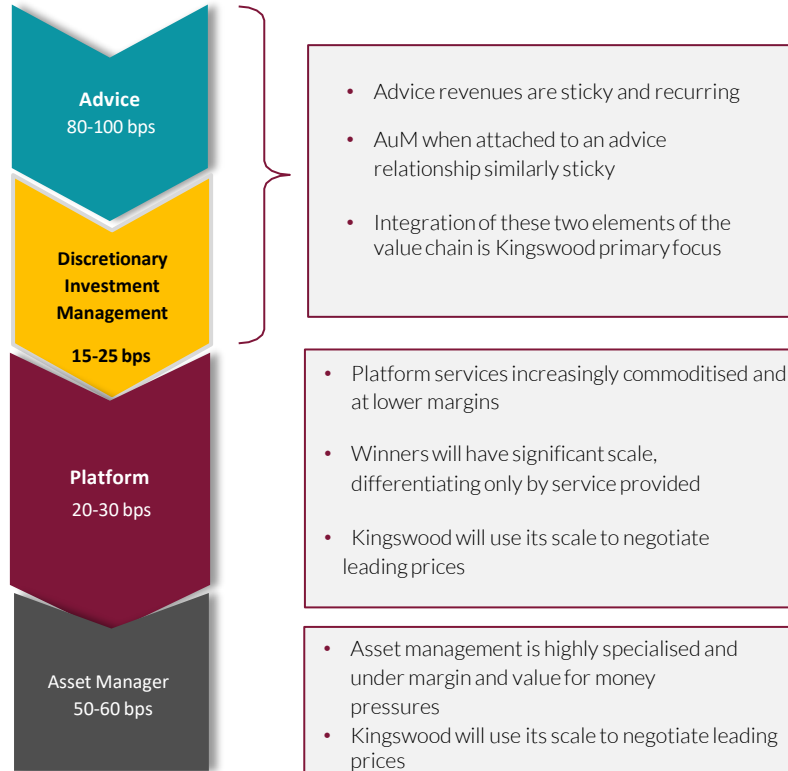 Advice
80-100 bps
Discretionary
Investment
Management
15-25 bps
Platform
20-30 bps
Asset Manager
50-60 bps
• Advice revenues are sticky and recurring
• AuM when attached to an advice
relationship similarly sticky
• Integration of these two elements of the
value chain is Kingswood primary focus
• Platform services increasingly commoditised and
at lower margins
• Winners will have significant scale,
differentiating only by service provided
• Kingswood will use its scale to negotiate
leading prices
• Asset management is highly specialised and
under margin and value for money
pressures
• Kingswood will use its scale to negotiate leading
prices